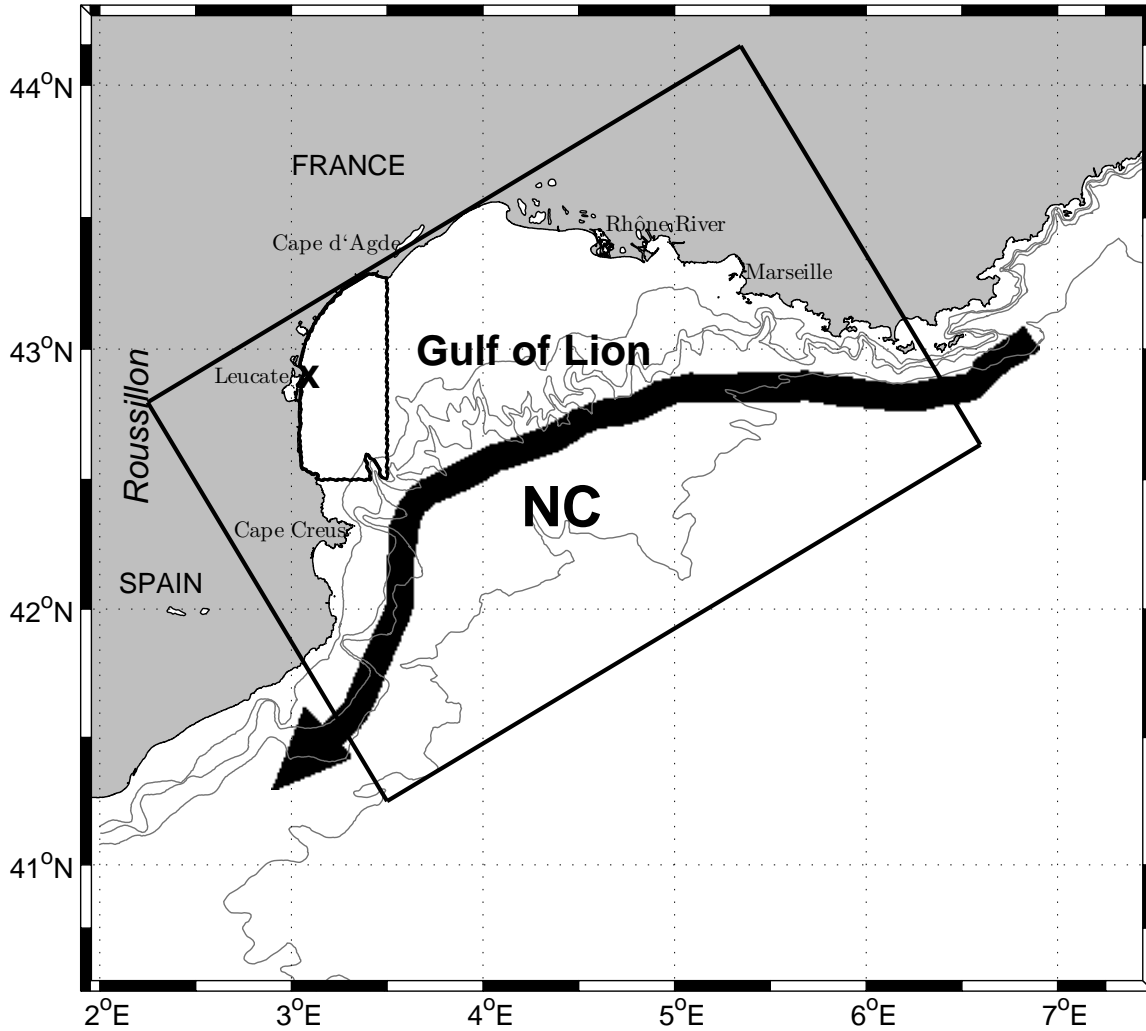 44°N
FRANCE
Rhône River
Cape d‘Agde
Marseille
43°N
Gulf of Lion
Leucate
x
Roussillon
NC
Cape Creus
SPAIN
42°N
41°N
2°E 3°E 4°E 5°E 6°E 7°E